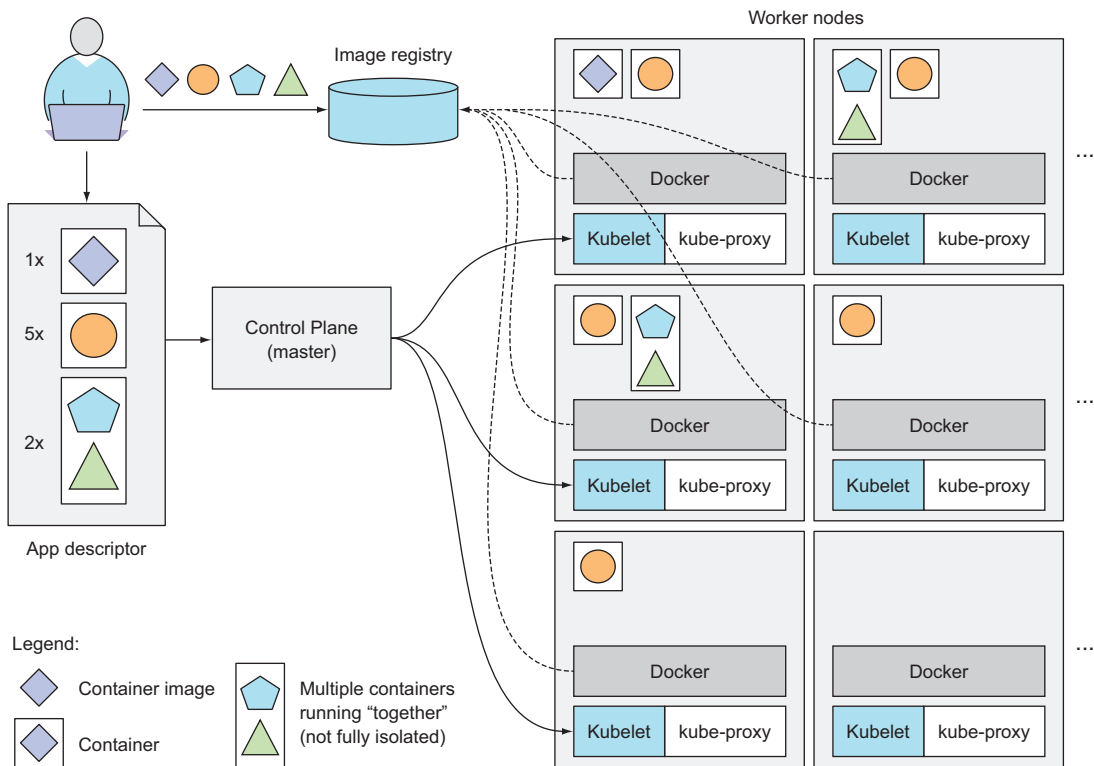 Worker nodes
Image registry
...
Docker
Docker
Kubelet
kube-proxy
Kubelet
kube-proxy
1x
5x
2x
App descriptor
Control Plane
(master)
...
Docker
Docker
Kubelet
kube-proxy
Kubelet
kube-proxy
...
Docker
Docker
Kubelet
kube-proxy
Kubelet
kube-proxy
Legend:
Container image
Container
Multiple containers
running “together”
(not fully isolated)